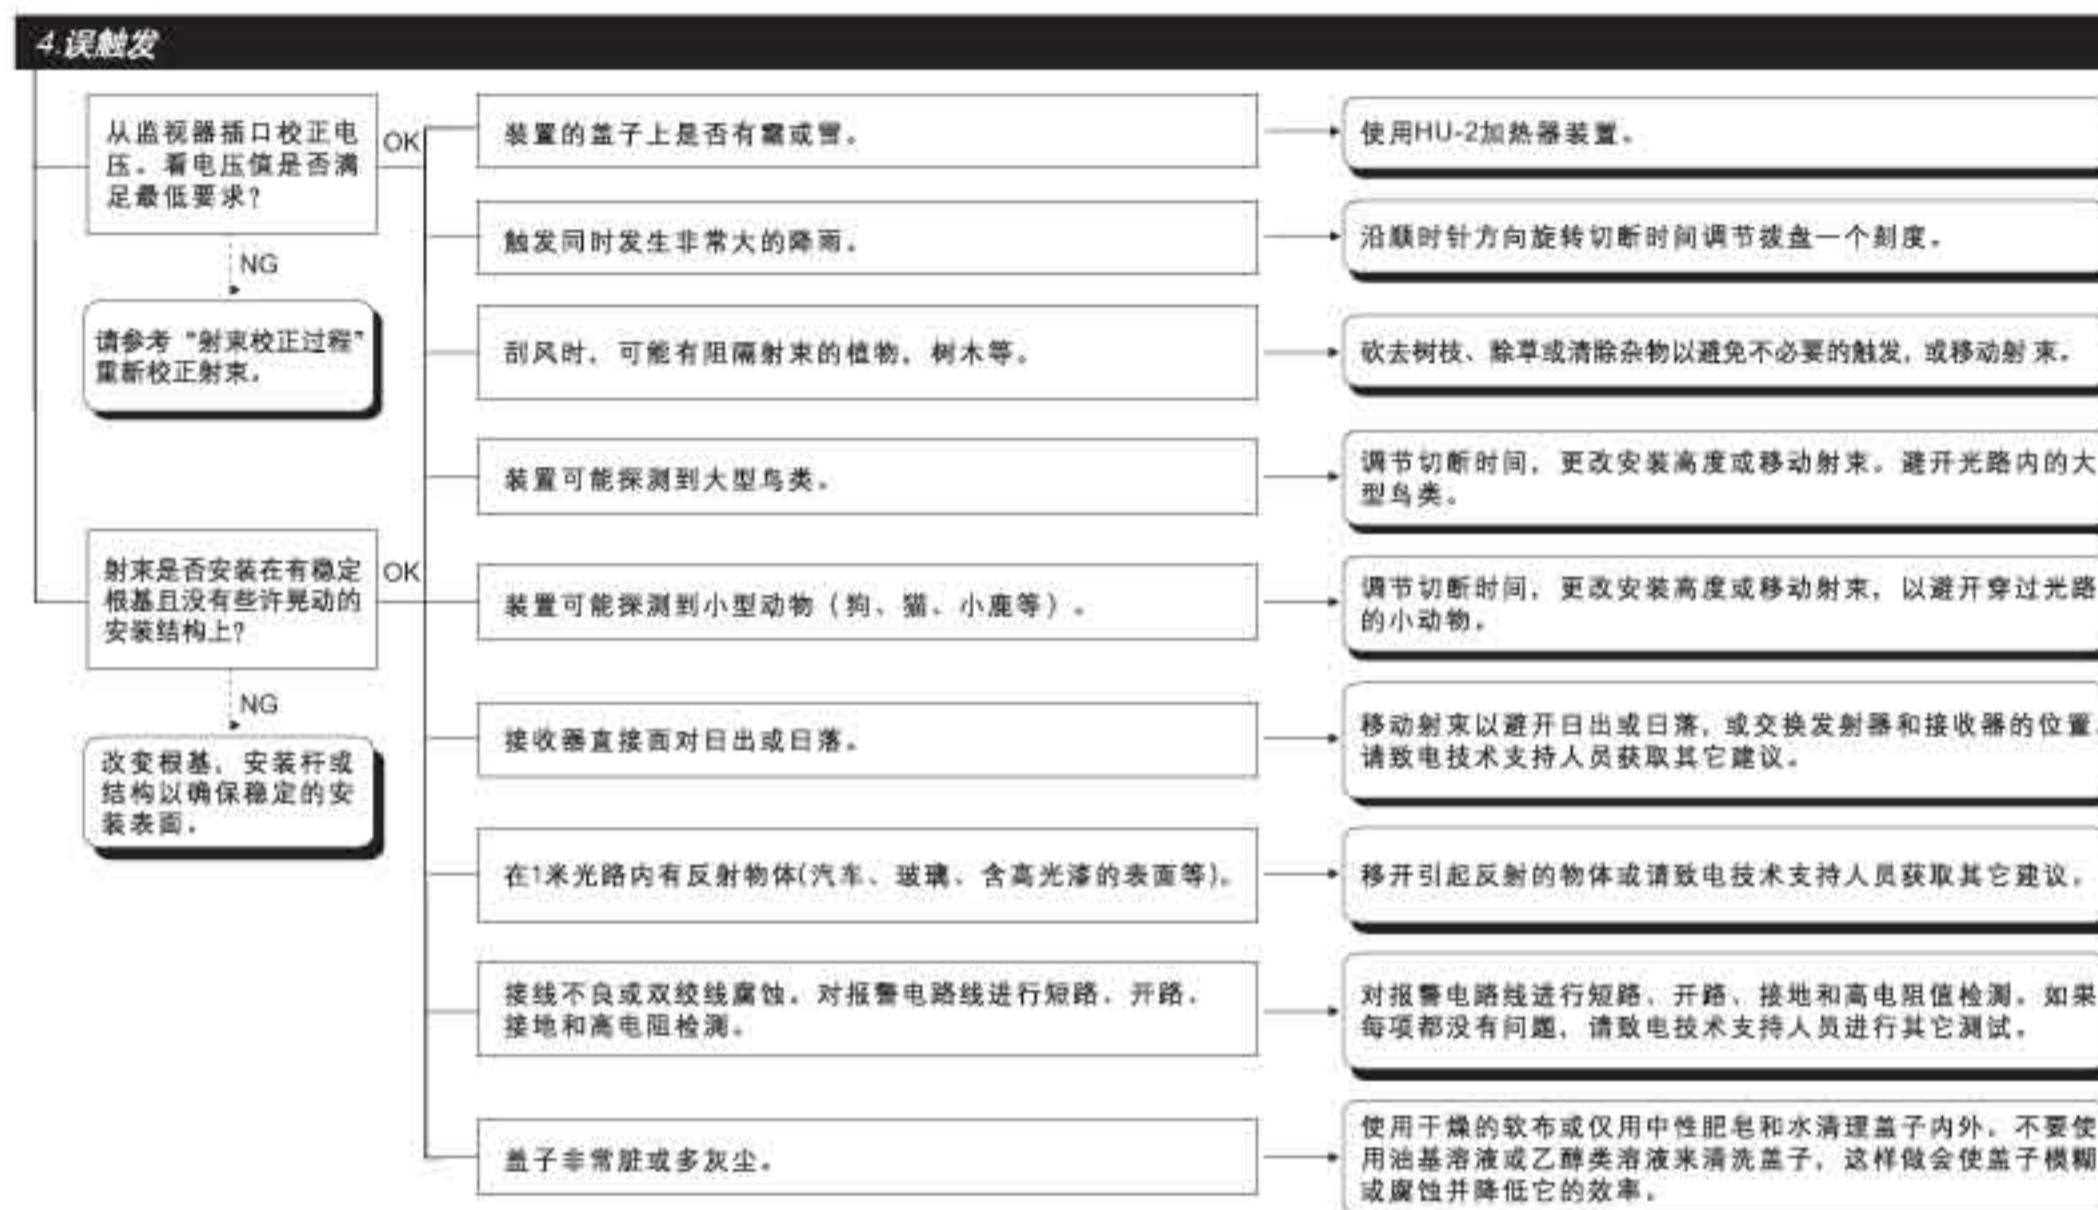 4.误触发
从监视器插口校正电
压。看电压值是否满
足最低要求?
OK
NG
请参考“射束校正过程”
重新校正射束。
射束是否安装在有稳定
根基且没有些许晃动的
安装结构上?
OK
NG
改变根基、安装杆或
结构以确保稳定的安
装表面。
装置的盖子上是否有霜或雪。
使用HU-2加热器装置。
触发同时发生非常大的降雨。
沿顺时针方向旋转切断时间调节拨盘一个刻度。
刮风时,可能有阻隔射束的植物,树木等。
砍去树枝、除草或清除杂物以避免不必要的触发,或移动射 束。
装置可能探测到大型鸟类。
调节切断时间,更改安装高度或移动射束。避开光路内的大
型鸟类。
装置可能探测到小型动物(狗、猫、小鹿等)。
调节切断时间,更改安装高度或移动射束,以避开穿过光路
的小动物。
接收器直接面对日出或日落。
移动射束以避开日出或日落,或交换发射器和接收器的位置。
请致电技术支持人员获取其它建议。
在1米光路内有反射物体(汽车、玻璃、含高光漆的表面等)。
移开引起反射的物体或请致电技术支持人员获取其它建议。
接线不良或双绞线腐蚀。对报警电路线进行短路、开路、
接地和高电阻检测。
对报警电路线进行短路、开路、接地和高电阻值检测。如果
每项都没有问题,请致电技术支持人员进行其它测试。
盖子非常脏或多灰尘。
使用干燥的软布或仅用中性肥皂和水清理盖子内外。不要使
用油基溶液或乙醇类溶液来清洗盖子,这样做会使盖子模糊
或腐蚀并降低它的效率。